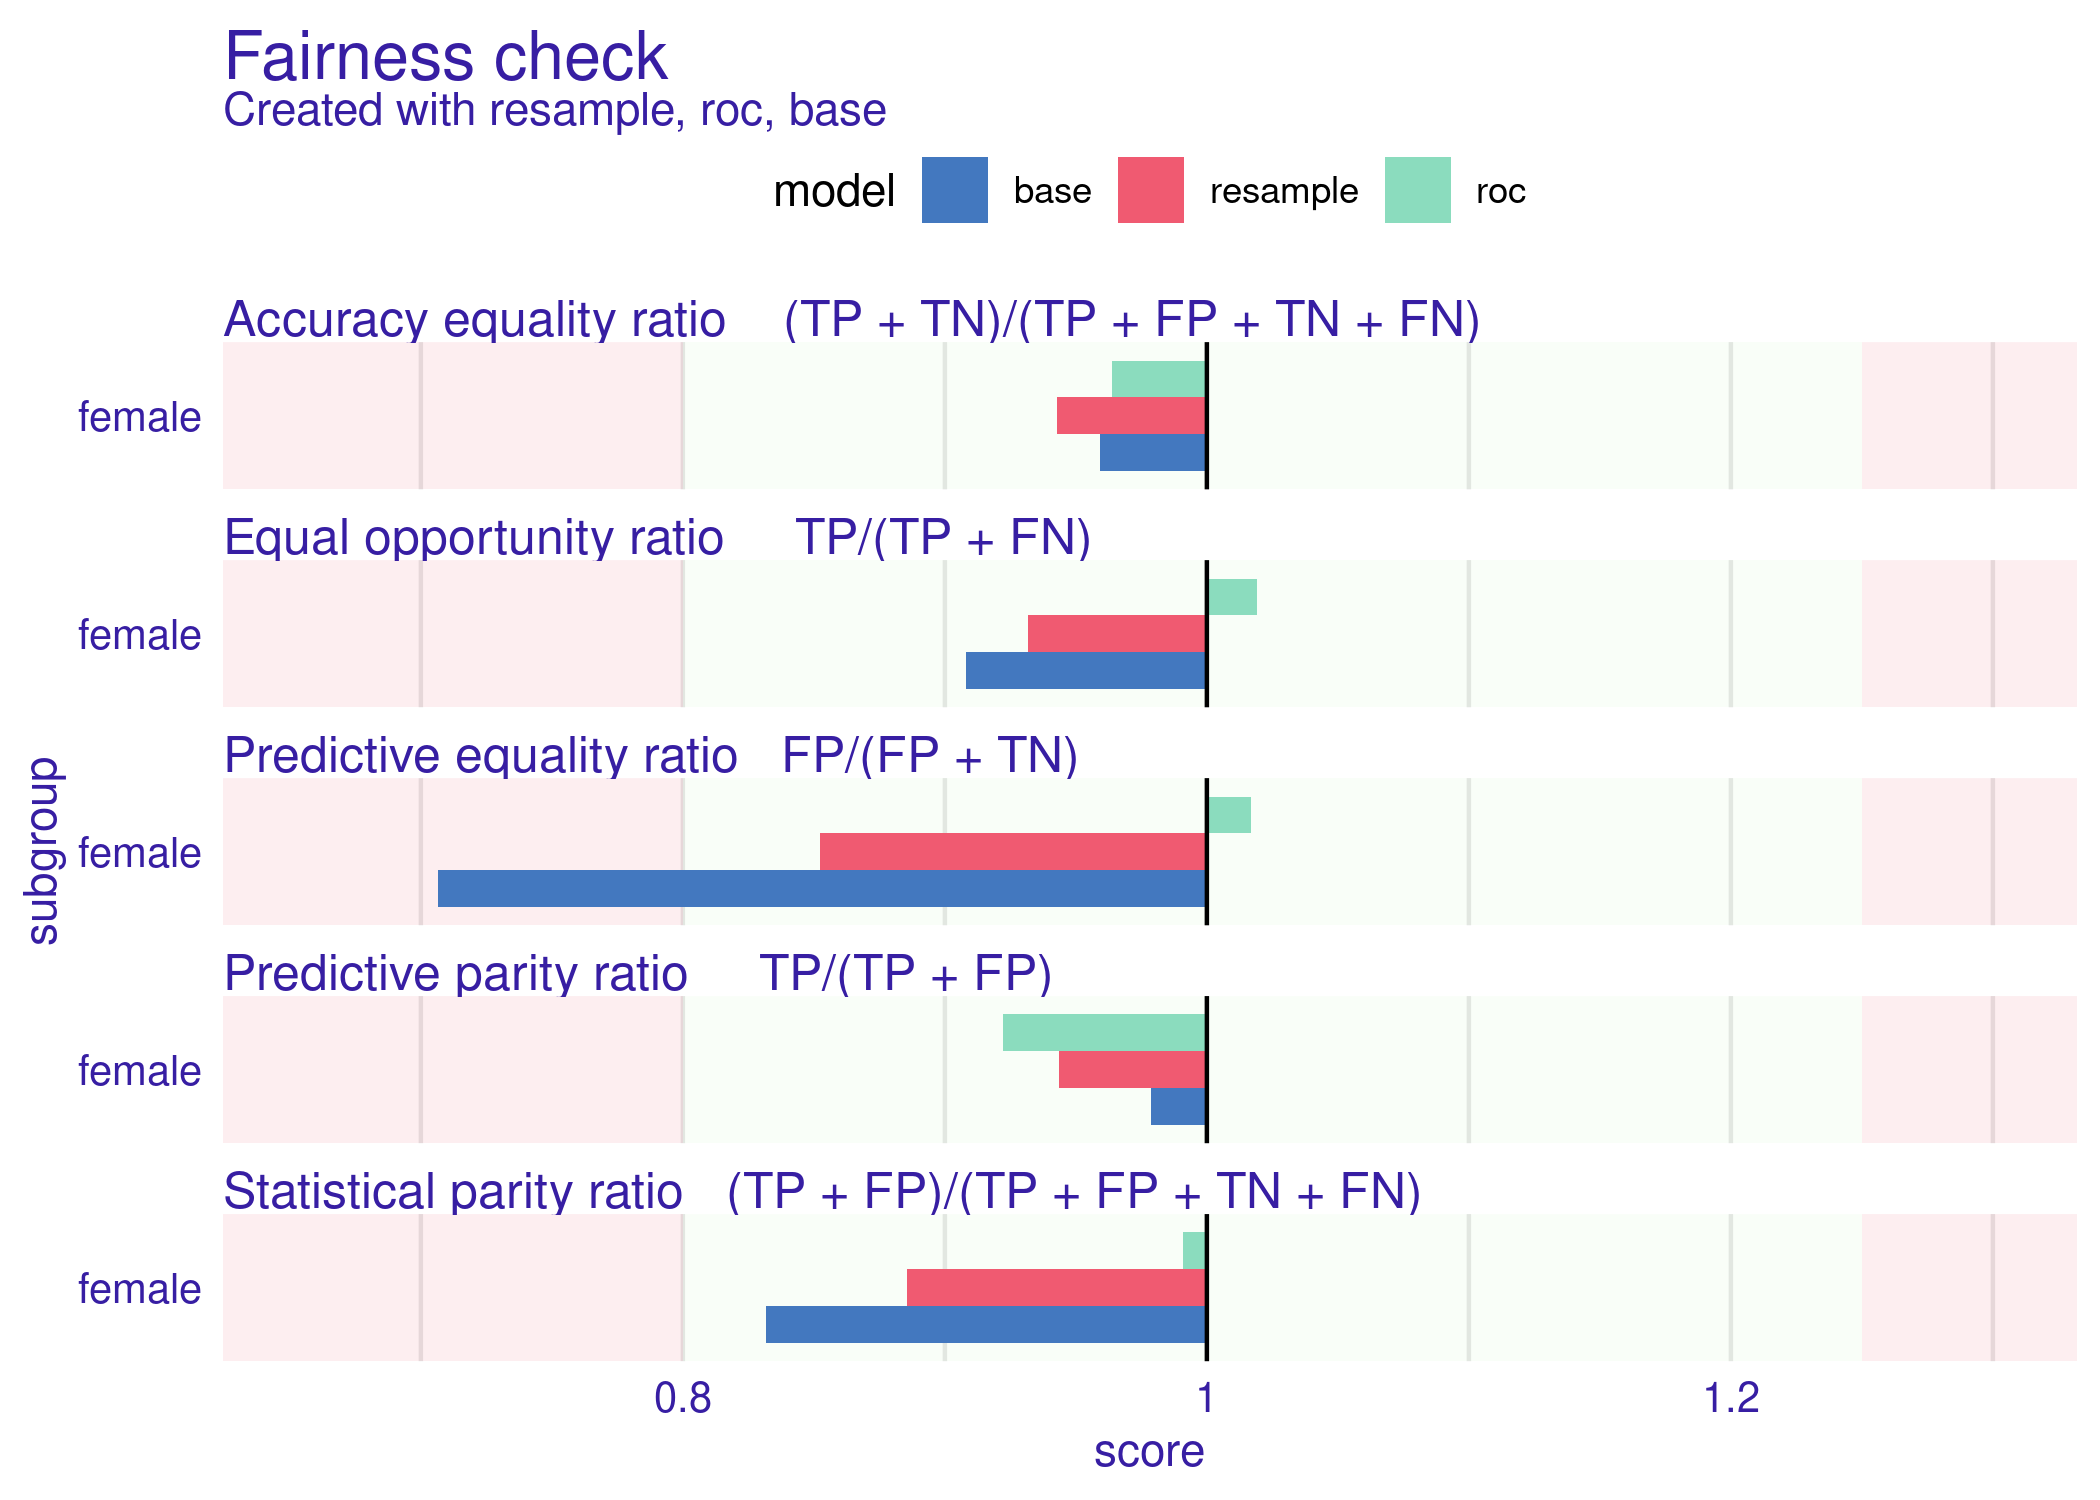 Fairness check
Created with resample, roc, base
model base resample roc
Accuracy equality ratio (TP + TN)/(TP + FP + TN + FN)
female
Equal opportunity ratio TP/(TP + FN)
female
Predictive equality ratio FP/(FP + TN)
female
Predictive parity ratio TP/(TP + FP)
female
Statistical parity ratio (TP + FP)/(TP + FP + TN + FN)
female
subgroup
0.8 1 1.2
score